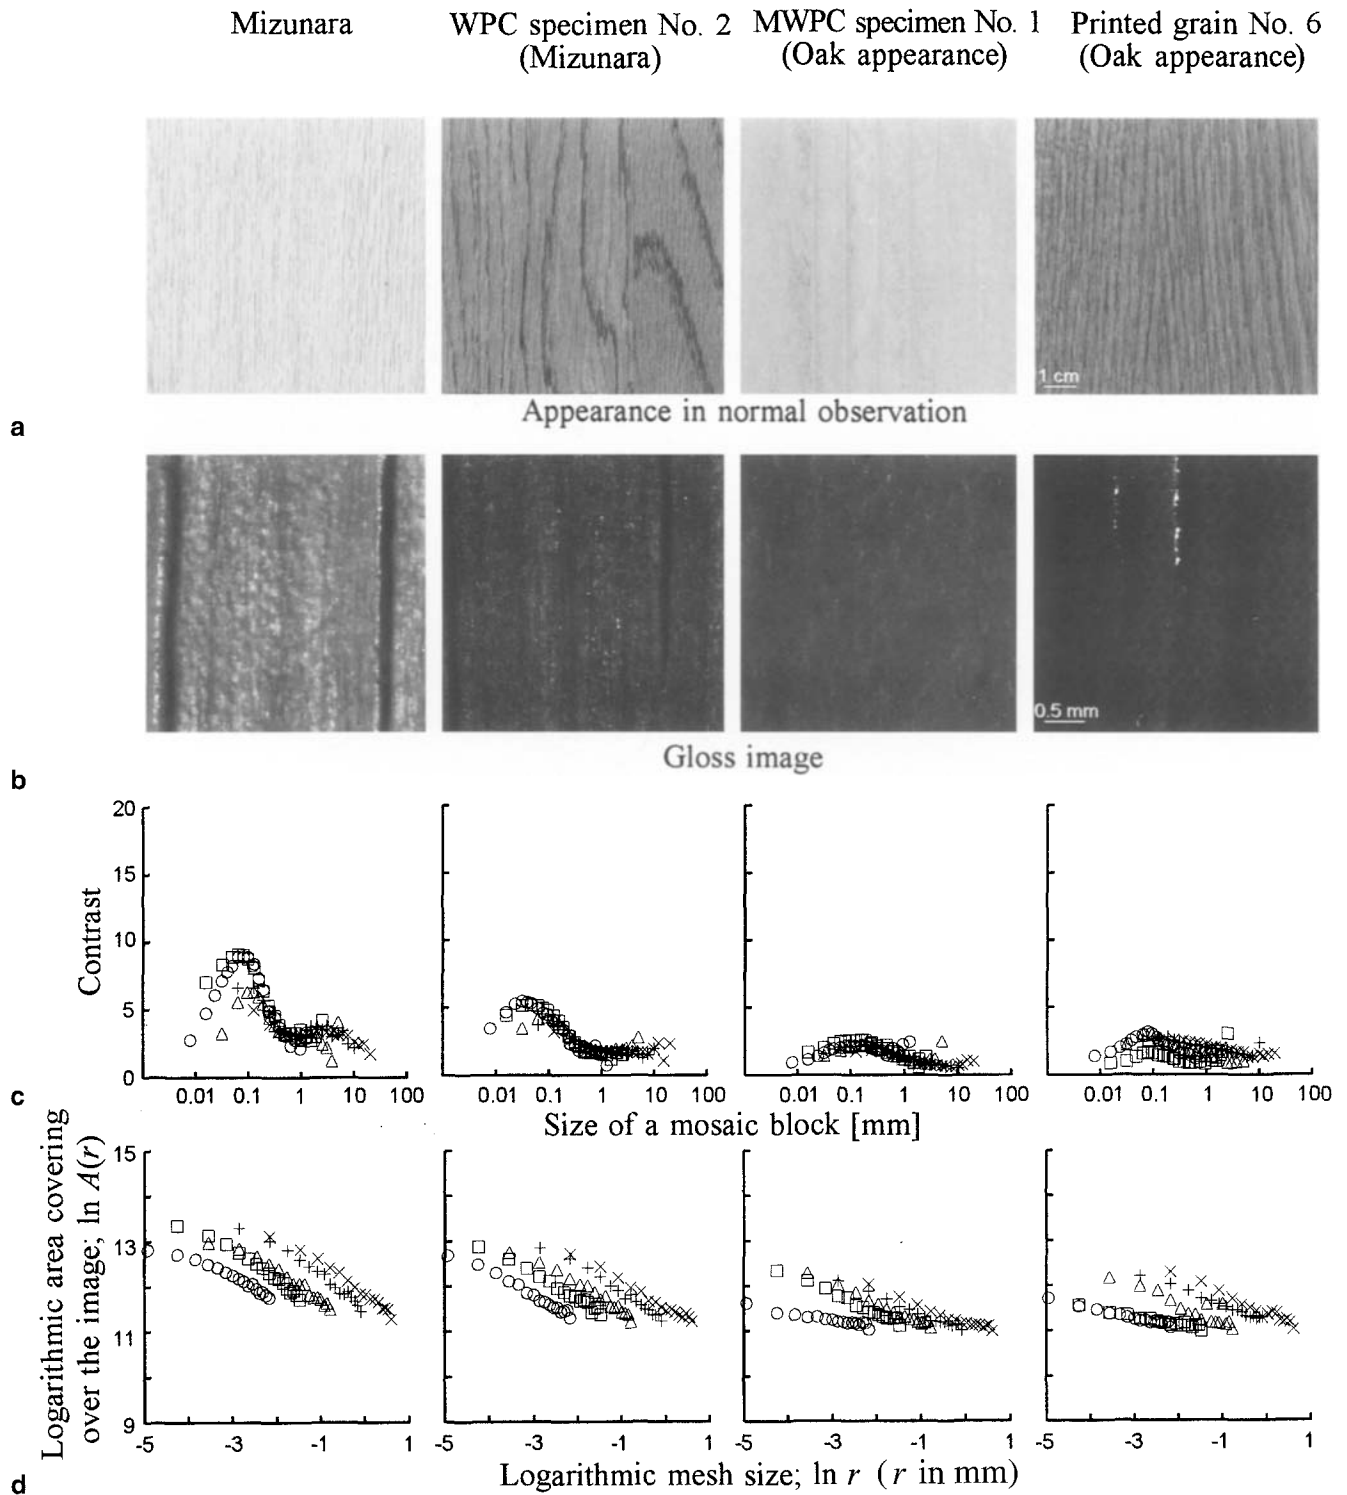 Mizunara
WPC specimen No. 2
(Mizunara)
MWPC specimen No. 1
(Oak appearance)
Printed grain No. 6
(Oak appearance)
1 cm
Appearance in normal observation
a
0.5 mm
Gloss image
b
20
15
10
5
0
Contrast
0.01 0.1 1 10 100
0.01 0.1 1 10 100
0.01 0.1 1 10 100
0.01 0.1 1 10 100
Size of a mosaic block [mm]
c
Logarithmic area covering
over the image; ln A(r)
15
13
11
9
-5 -3 -1 1
-5 -3 -1 1
-5 -3 -1 1
-5 -3 -1 1
Logarithmic mesh size; ln r (r in mm)
d